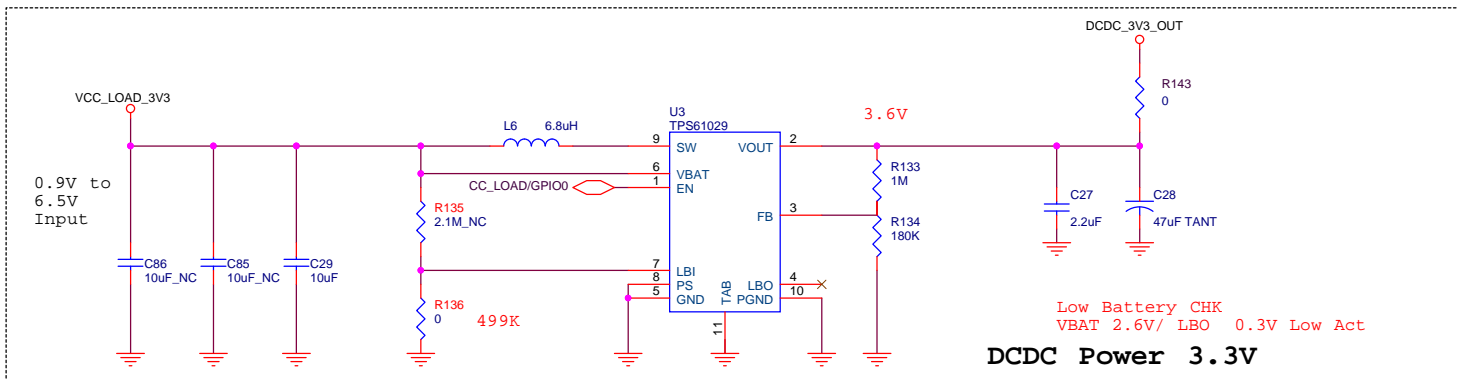 DCDC_3V3_OUT
R143
0
VCC_LOAD_3V3
L6 6.8uH
U3
TPS61029
3.6V
9 SW
VOUT 2
6 VBAT
1 EN
CC_LOAD/GPIO0
R133
1M
0.9V to
6.5V
Input
R135
2.1M_NC
FB 3
R134
180K
C27
2.2uF
C28
47uF TANT
C86
10uF_NC
C85
10uF_NC
C29
10uF
7 LBI
8 PS
5 GND
LBO 4
PGND 10
TAB
11
R136
0
499K
Low Battery CHK
VBAT 2.6V/ LBO 0.3V Low Act
DCDC Power 3.3V